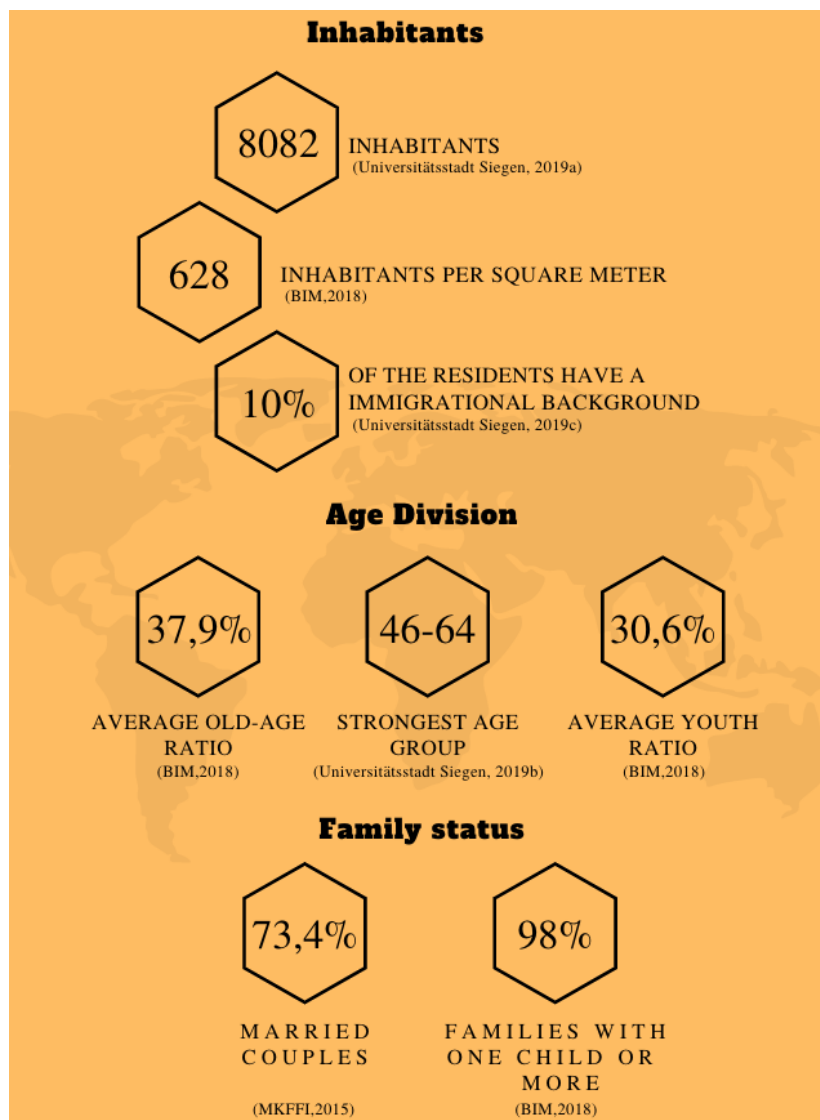 Inhabitants
8082
INHABITANTS
(Universitätsstadt Siegen, 2019a)
628
INHABITANTS PER SQUARE METER
(BIM,2018)
10%
OF THE RESIDENTS HAVE A
IMMIGRATIONAL BACKGROUND
(Universitätsstadt Siegen, 2019c)
Age Division
37,9%
AVERAGE OLD-AGE
RATIO
(BIM,2018)
46-64
STRONGEST AGE
GROUP
(Universitätsstadt Siegen, 2019b)
30,6%
AVERAGE YOUTH
RATIO
(BIM,2018)
Family status
73,4%
MARRIED
COUPLES
(MKFFI,2015)
98%
FAMILIES WITH
ONE CHILD OR
MORE
(BIM,2018)